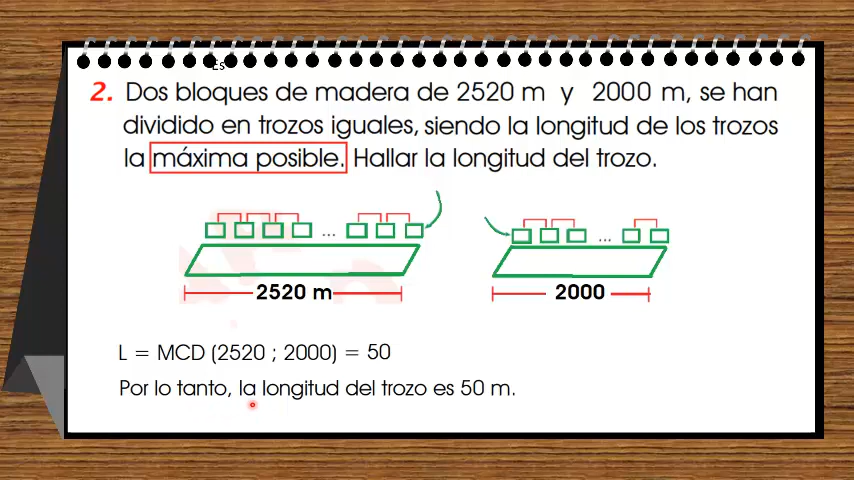 Es
2. Dos bloques de madera de 2520 m y 2000 m, se han
dividido en trozos iguales, siendo la longitud de los trozos
la máxima posible. Hallar la longitud del trozo.
... ...
2520 m 2000
L = MCD (2520 ; 2000) = 50
Por lo tanto, la longitud del trozo es 50 m.